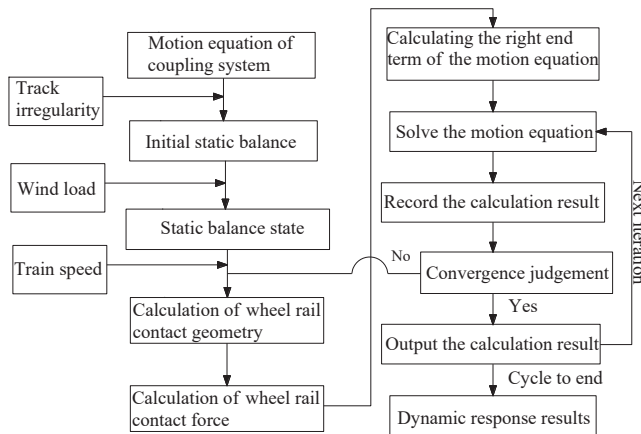 Motion equation of
coupling system
Track
irregularity
Initial static balance
Wind load
Static balance state
Train speed
Calculation of wheel rail
contact geometry
Calculation of wheel rail
contact force
Calculating the right end
term of the motion equation
Solve the motion equation
Record the calculation result
No
Convergence judgement
Yes
Output the calculation result
Next iteration
Cycle to end
Dynamic response results